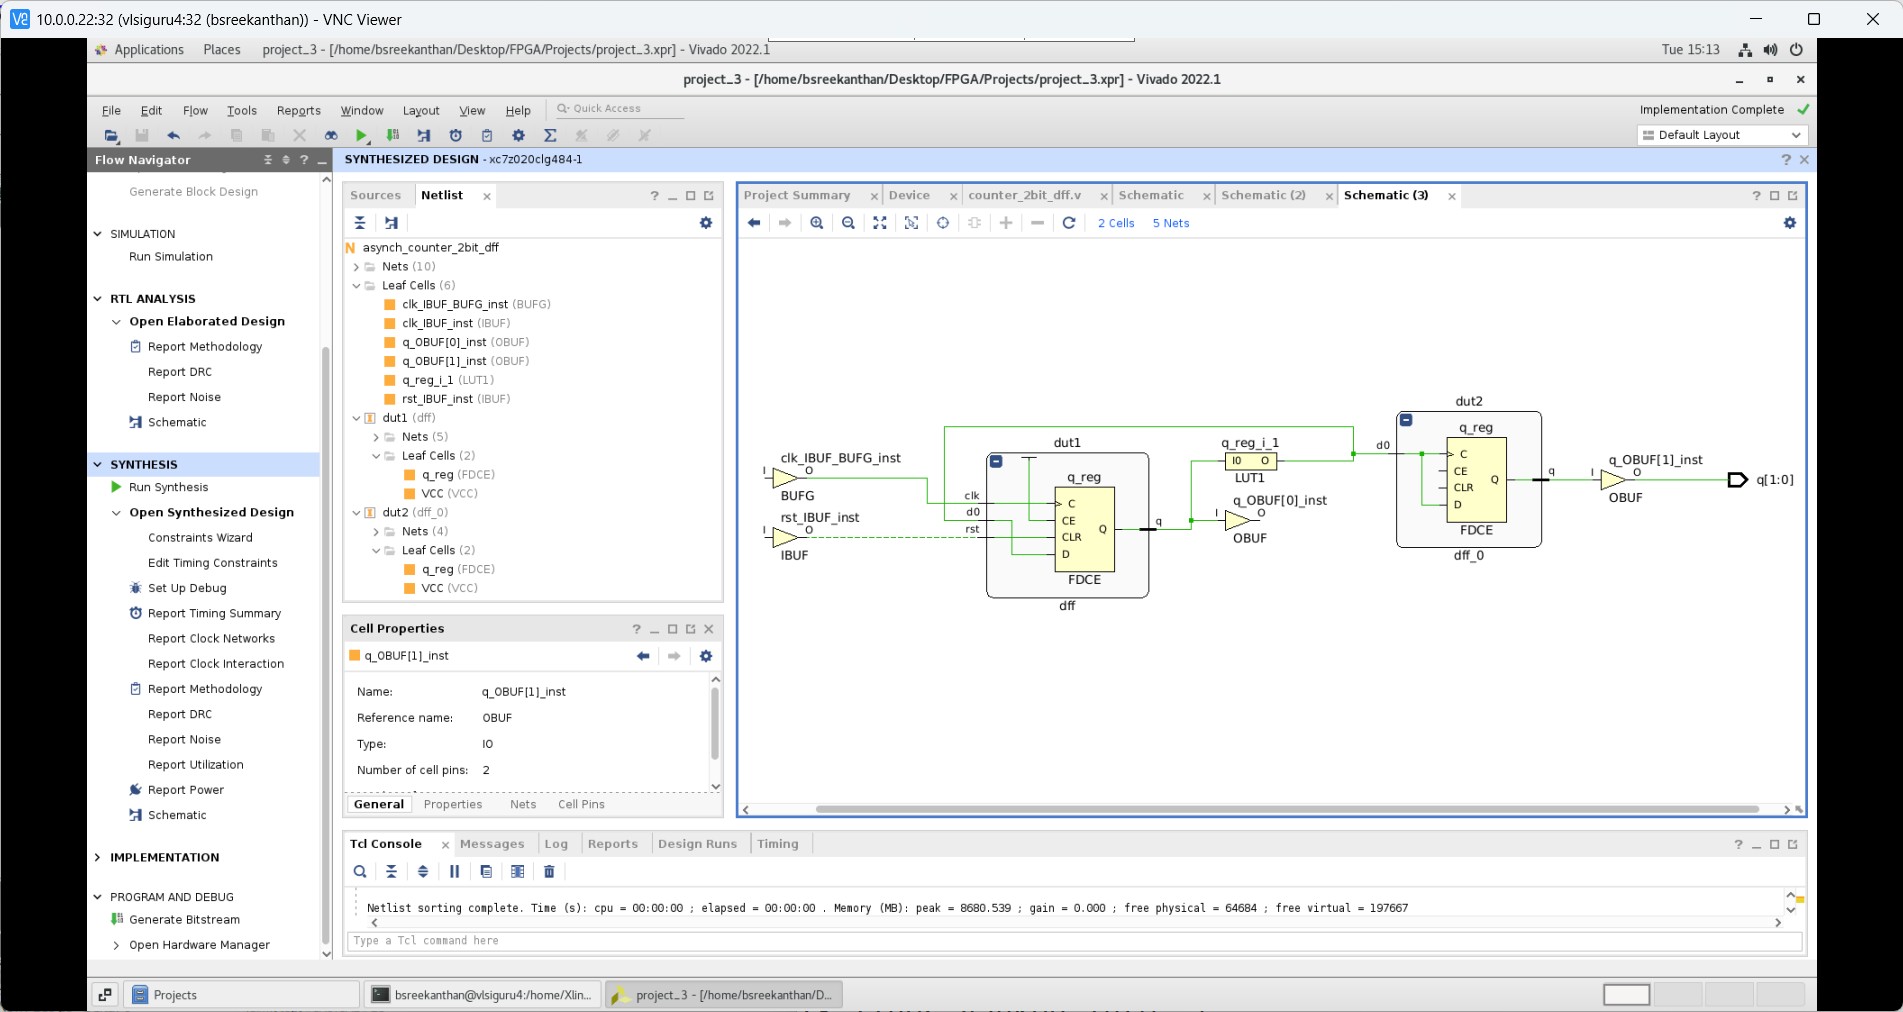 10.0.0.22:32 (vlsiguru4:32 (bsreekanthan)) - VNC Viewer
Applications Places project_3 - [/home/bsreekanthan/Desktop/FPGA/Projects/project_3.xpr] - Vivado 2022.1 Tue 15:13
project_3 - [/home/bsreekanthan/Desktop/FPGA/Projects/project_3.xpr] - Vivado 2022.1
File Edit Flow Tools Reports Window Layout View Help Quick Access Implementation Complete
Default Layout
Flow Navigator
Generate Block Design
SIMULATION
Run Simulation
RTL ANALYSIS
Open Elaborated Design
Report Methodology
Report DRC
Report Noise
Schematic
SYNTHESIS
Run Synthesis
Open Synthesized Design
Constraints Wizard
Edit Timing Constraints
Set Up Debug
Report Timing Summary
Report Clock Networks
Report Clock Interaction
Report Methodology
Report DRC
Report Noise
Report Utilization
Report Power
Schematic
IMPLEMENTATION
PROGRAM AND DEBUG
Generate Bitstream
Open Hardware Manager
SYNTHESIZED DESIGN - xc7z020clg484-1
Sources Netlist
asynch_counter_2bit_dff
Nets (10)
Leaf Cells (6)
clk_IBUF_BUFG_inst (BUFG)
clk_IBUF_inst (IBUF)
q_OBUF[0]_inst (OBUF)
q_OBUF[1]_inst (OBUF)
q_reg_i_1 (LUT1)
rst_IBUF_inst (IBUF)
dut1 (dff)
Nets (5)
Leaf Cells (2)
q_reg (FDCE)
VCC (VCC)
dut2 (dff_0)
Nets (4)
Leaf Cells (2)
q_reg (FDCE)
VCC (VCC)
Cell Properties
q_OBUF[1]_inst
Name: q_OBUF[1]_inst
Reference name: OBUF
Type: IO
Number of cell pins: 2
General Properties Nets Cell Pins
Project Summary Device counter_2bit_dff.v Schematic Schematic (2) Schematic (3)
2 Cells 5 Nets
clk_IBUF_BUFG_inst
I O
BUFG
rst_IBUF_inst
I O
IBUF
dut1
clk
d0
rst
q_reg
C
CE
CLR
D
Q
FDCE
dff
q
q_reg_i_1
I0 O
LUT1
q_OBUF[0]_inst
I O
OBUF
dut2
d0
q_reg
C
CE
CLR
D
Q
FDCE
dff_0
q
q_OBUF[1]_inst
I O
OBUF
q[1:0]
Tcl Console Messages Log Reports Design Runs Timing
Netlist sorting complete. Time (s): cpu = 00:00:00 ; elapsed = 00:00:00 . Memory (MB): peak = 8680.539 ; gain = 0.000 ; free physical = 64684 ; free virtual = 197667
Type a Tcl command here
Projects bsreekanthan@vlsiguru4:/home/Xlin... project_3 - [/home/bsreekanthan/D...